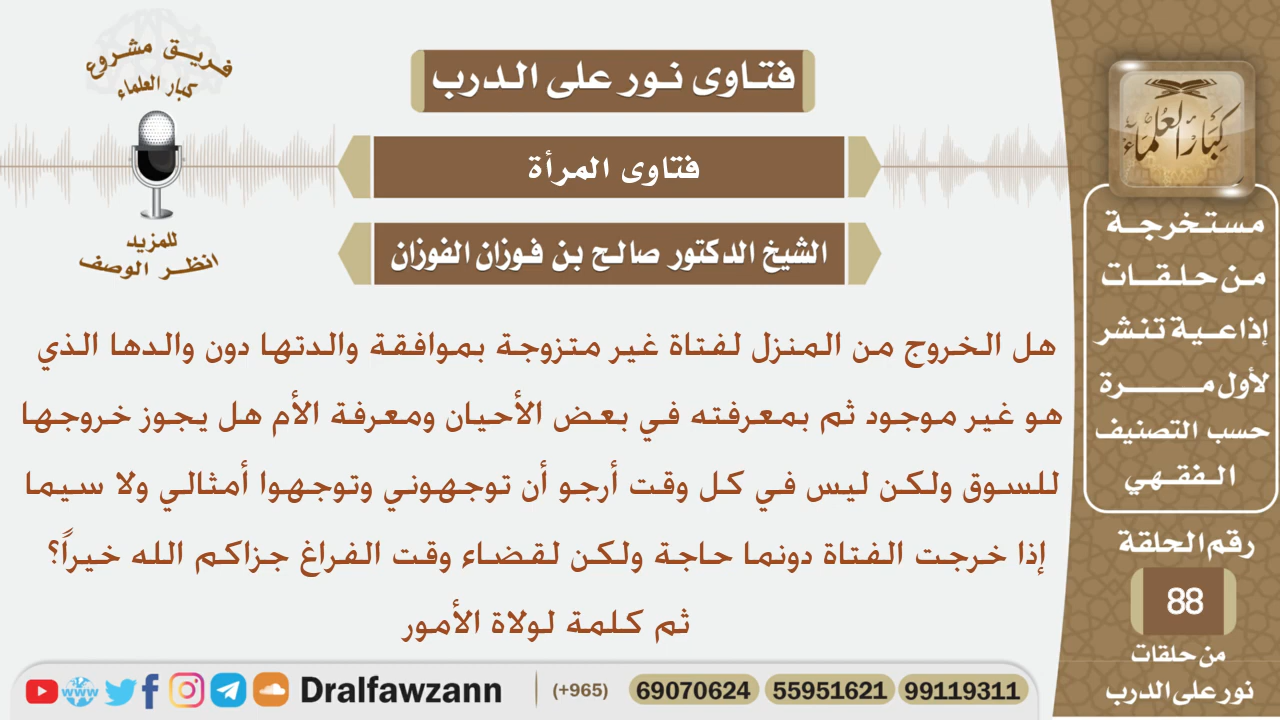 فريق مشروع
كبار العلماء
للمزيد
انظر الوصف
فتاوى نور على الدرب
فتاوى المرأة
الشيخ الدكتور صالح بن فوزان الفوزان
هل الخروج من المنزل لفتاة غير متزوجة بموافقة والدتها دون والدها الذي
هو غير موجود ثم بمعرفته في بعض الأحيان ومعرفة الأم هل يجوز خروجها
للسوق ولكن ليس في كل وقت أرجو أن توجهوني وتوجهوا أمثالي ولا سيما
إذا خرجت الفتاة دونما حاجة ولكن لقضاء وقت الفراغ جزاكم الله خيراً؟
ثم كلمة لولاة الأمور
كبار العلماء
مستخرجة
من حلقات
إذاعية تنشر
لأول مرة
حسب التصنيف
الفقهي
رقم الحلقة
88
من حلقات
نور على الدرب
www
Dralfawzann (+965) 69070624 55951621 99119311